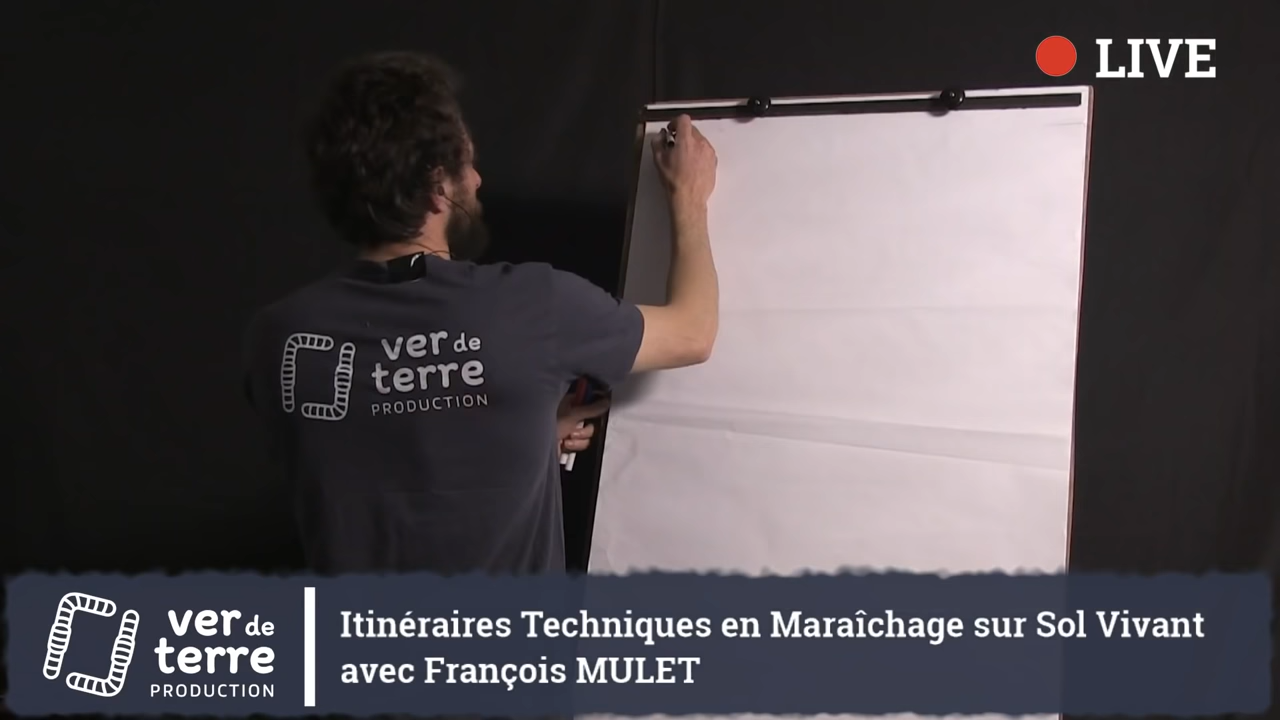 LIVE
ver de
terre
PRODUCTION
ver de
terre
PRODUCTION
Itinéraires Techniques en Maraîchage sur Sol Vivant
avec François MULET